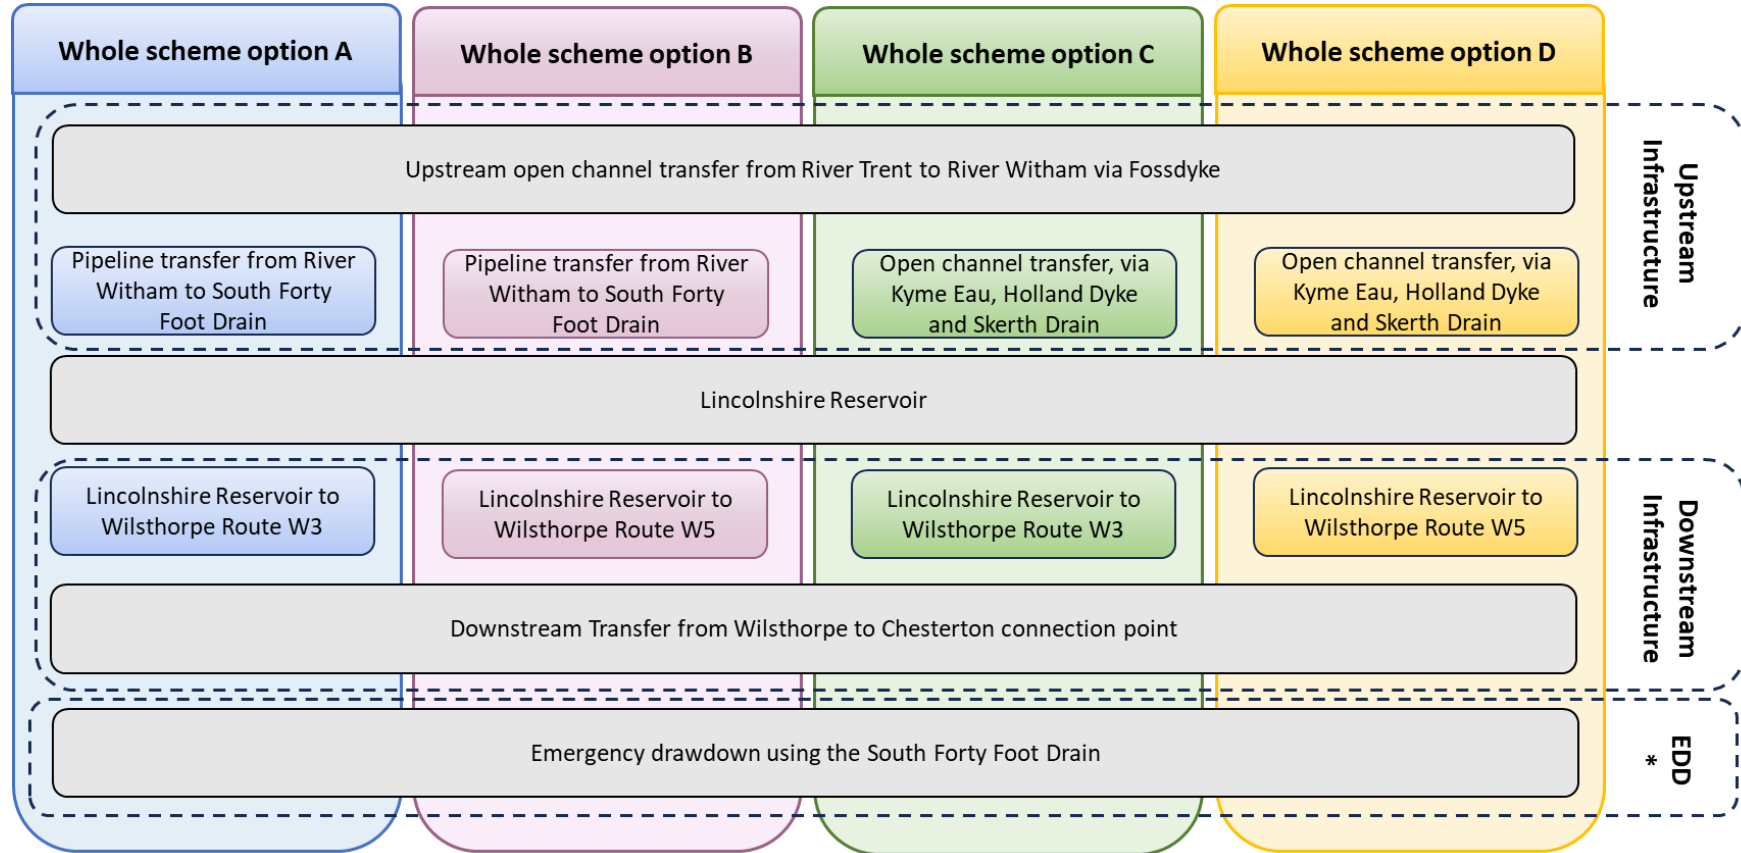 Whole scheme option A
Whole scheme option B
Whole scheme option C
Whole scheme option D
Upstream open channel transfer from River Trent to River Witham via Fossdyke
Upstream
Infrastructure
Pipeline transfer from River
Witham to South Forty
Foot Drain
Pipeline transfer from River
Witham to South Forty
Foot Drain
Open channel transfer, via
Kyme Eau, Holland Dyke
and Skerth Drain
Open channel transfer, via
Kyme Eau, Holland Dyke
and Skerth Drain
Lincolnshire Reservoir
Lincolnshire Reservoir to
Wilsthorpe Route W3
Lincolnshire Reservoir to
Wilsthorpe Route W5
Lincolnshire Reservoir to
Wilsthorpe Route W3
Lincolnshire Reservoir to
Wilsthorpe Route W5
Downstream
Infrastructure
Downstream Transfer from Wilsthorpe to Chesterton connection point
Emergency drawdown using the South Forty Foot Drain
EDD
*